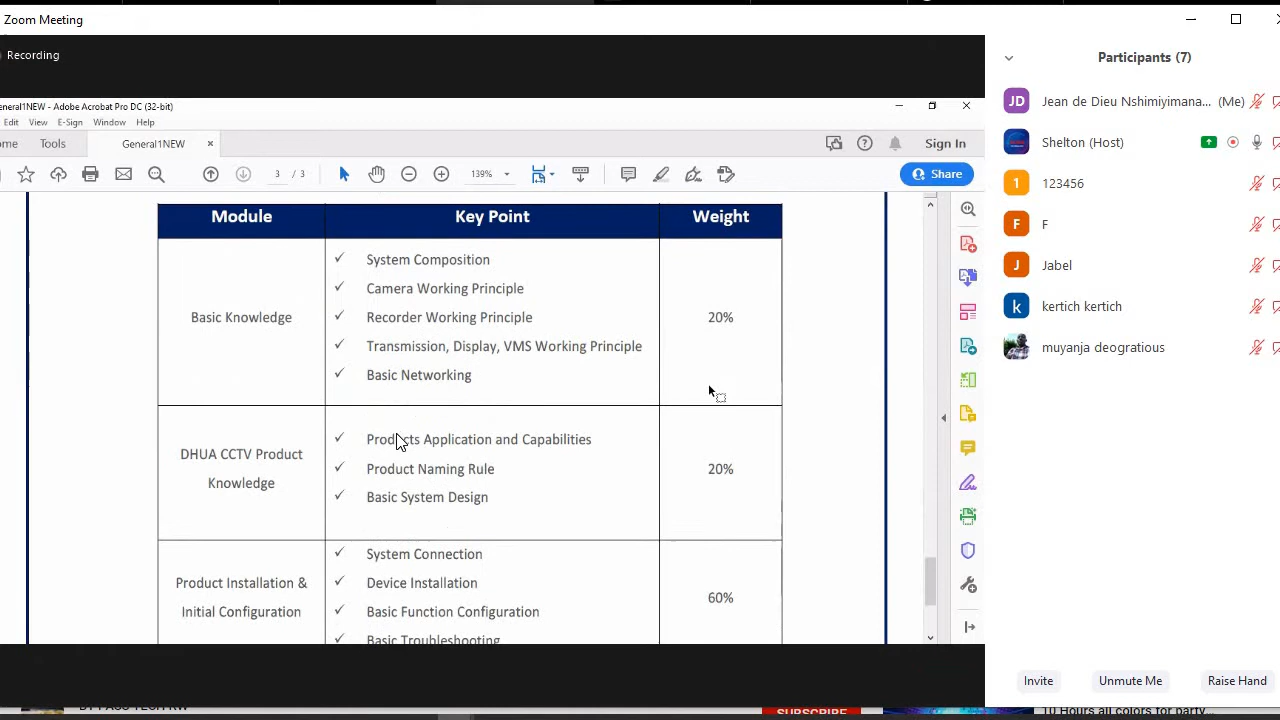 Zoom Meeting
Recording
General1NEW - Adobe Acrobat Pro DC (32-bit)
Edit View E-Sign Window Help
ome Tools General1NEW × Sign In
3 / 3 139% Share
Module Key Point Weight
Basic Knowledge
System Composition
Camera Working Principle
Recorder Working Principle
Transmission, Display, VMS Working Principle
Basic Networking
20%
DHUA CCTV Product
Knowledge
Products Application and Capabilities
Product Naming Rule
Basic System Design
20%
Product Installation &
Initial Configuration
System Connection
Device Installation
Basic Function Configuration
Basic Troubleshooting
60%
Participants (7)
JD Jean de Dieu Nshimiyimana... (Me)
Shelton (Host)
1 123456
F F
J Jabel
k kertich kertich
muyanja deogratious
Invite Unmute Me Raise Hand
SUBSCRIBE
10 Hours all colors for party...